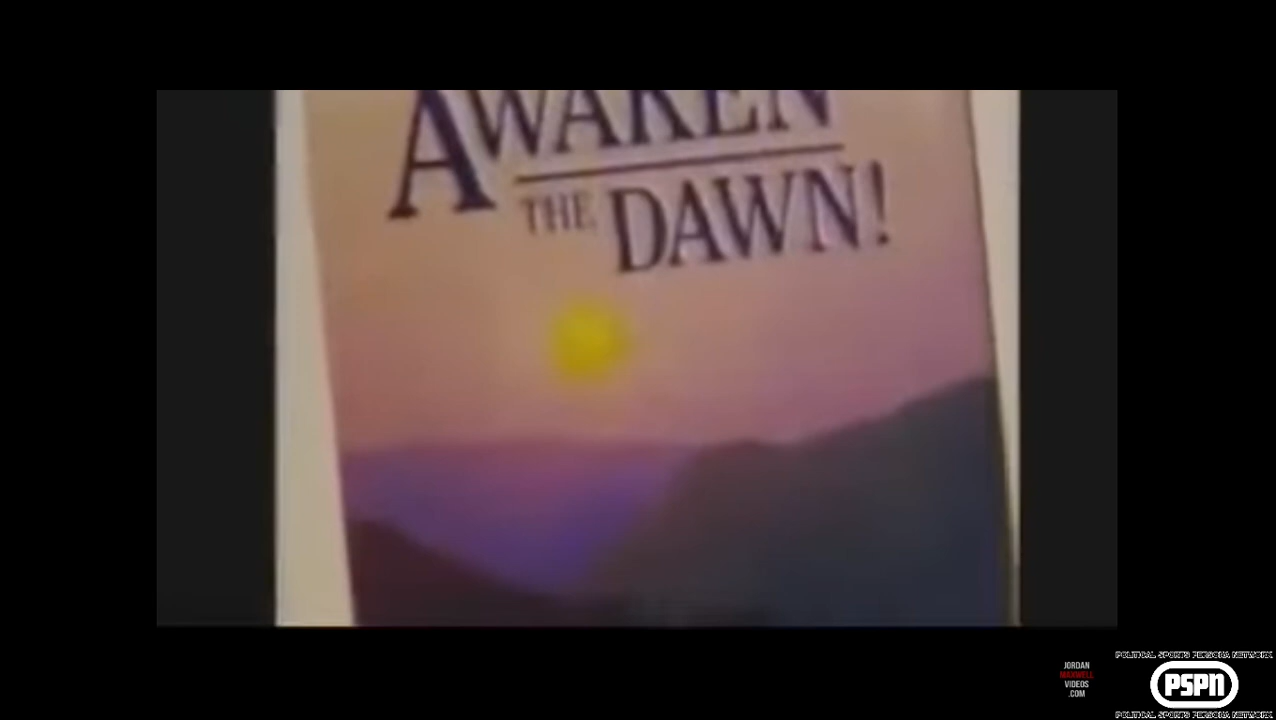 AWAKEN
THE DAWN!
JORDAN
MAXWELL
VIDEOS
.COM
POLITICAL SPORTS PERSONA NETWORK
PSPN
POLITICAL SPORTS PERSONA NETWORK